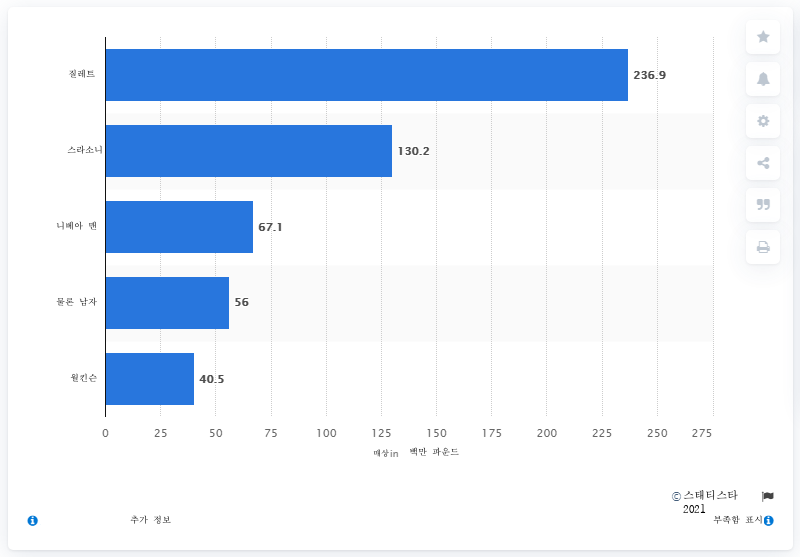 질레트
236.9
스라소니
130.2
니베아 맨
67.1
물론 남자
56
윌킨슨
40.5
0 25 50 75 100 125 150 175 200 225 250 275
매상in 백만 파운드
© 스태티스타
2021
추가 정보
부족함 표시